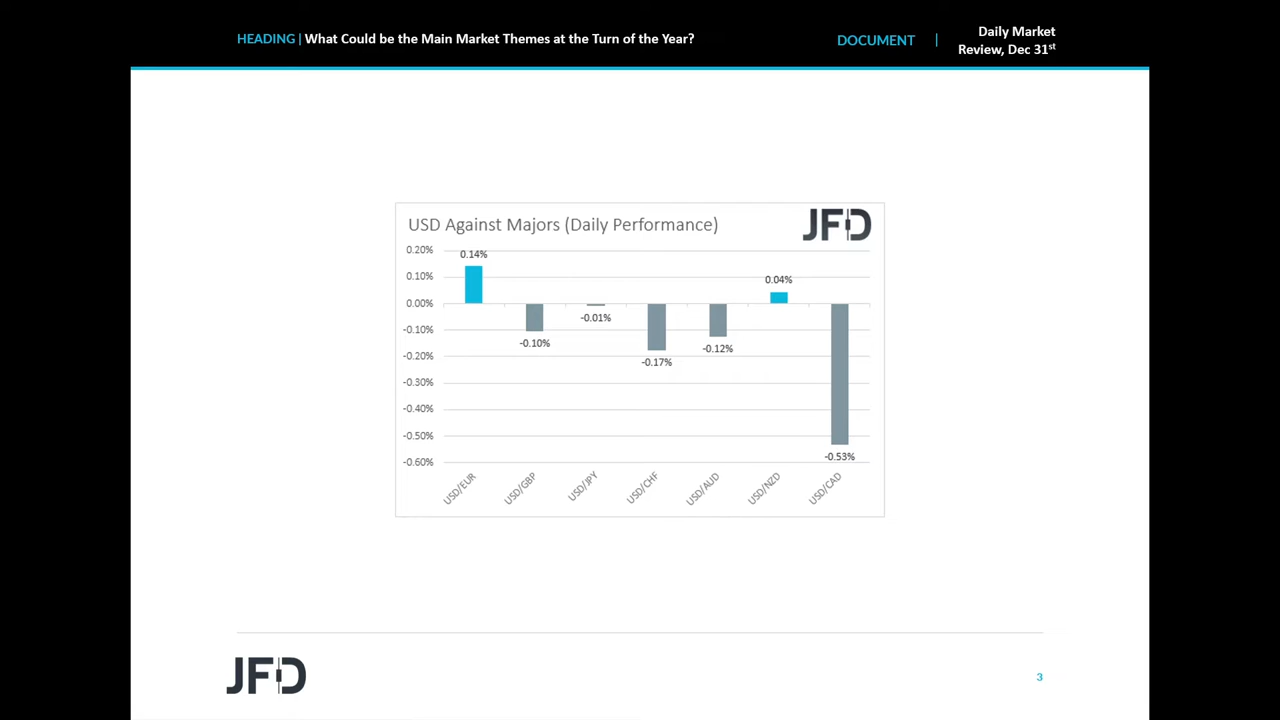 HEADING | What Could be the Main Market Themes at the Turn of the Year?
DOCUMENT |
Daily Market
Review, Dec 31st
USD Against Majors (Daily Performance)
JFD
0.20%
0.10%
0.00%
-0.10%
-0.20%
-0.30%
-0.40%
-0.50%
-0.60%
0.14%
-0.10%
-0.01%
-0.17%
-0.12%
0.04%
-0.53%
USD/EUR
USD/GBP
USD/JPY
USD/CHF
USD/AUD
USD/NZD
USD/CAD
JFD
3